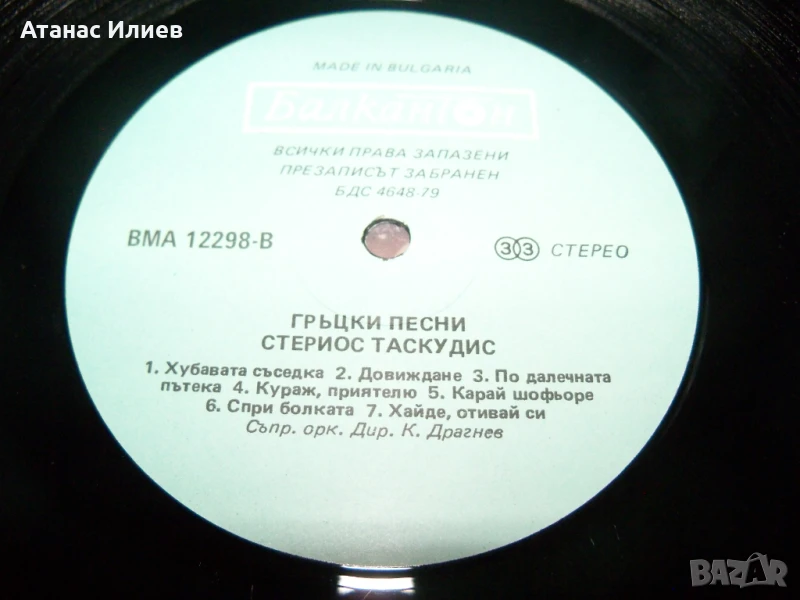 Атанас Илиев
MADE IN BULGARIA
Балкантон
ВСИЧКИ ПРАВА ЗАПАЗЕНИ
ПРЕЗАПИСЪТ ЗАБРАНЕН
БДС 4648-79
ВМА 12298-В
33 СТЕРЕО
ГРЪЦКИ ПЕСНИ
СТЕРИОС ТАСКУДИС
1. Хубавата съседка 2. Довиждане 3. По далечната
пътека 4. Кураж, приятелю 5. Карай шофьоре
6. Спри болката 7. Хайде, отивай си
Съпр. орк. Дир. К. Драгнев
BAZAR